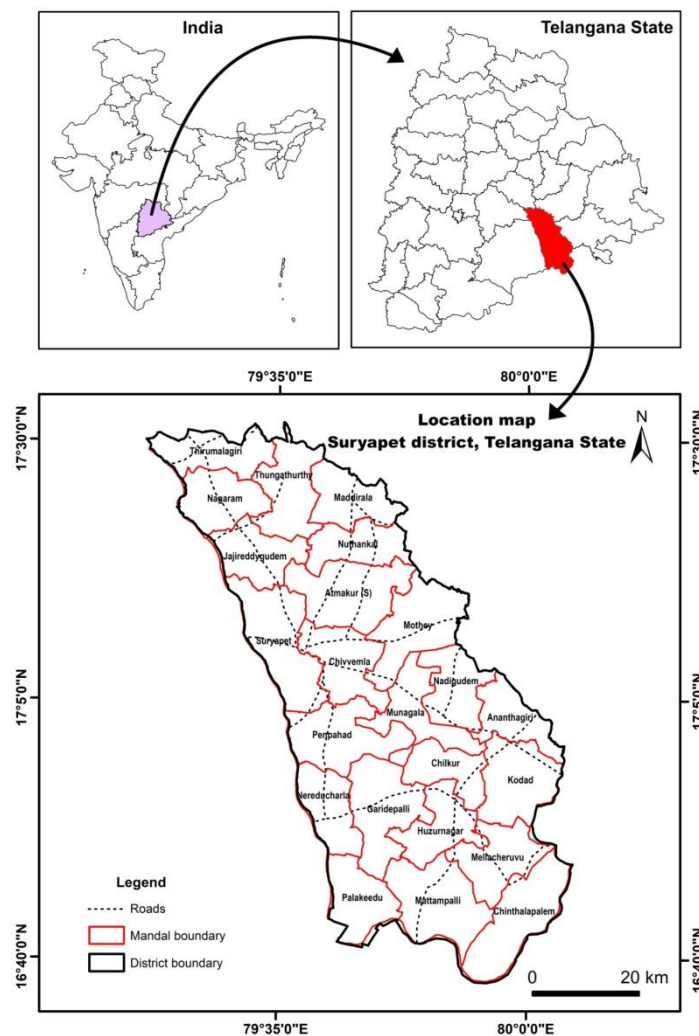 India
Telangana State
79°35'0"E
80°0'0"E
Location map
Suryapet district, Telangana State
N
17°30'0"N
17°30'0"N
Thirumalagiri
Thungathurthy
Nagaram
Maddirala
Nuthankal
Jajireddygudem
Atmakur (S)
Mothey
Suryapet
Chivvemla
Nadigudem
17°5'0"N
17°5'0"N
Munagala
Ananthagiri
Penpahad
Chilkur
Kodad
Nereducharla
Garidepalli
Huzurnagar
Mellacheruvu
Palakeedu
Mattampalli
Chinthalapalem
Legend
Roads
Mandal boundary
District boundary
16°40'0"N
16°40'0"N
0 20 km
79°35'0"E
80°0'0"E